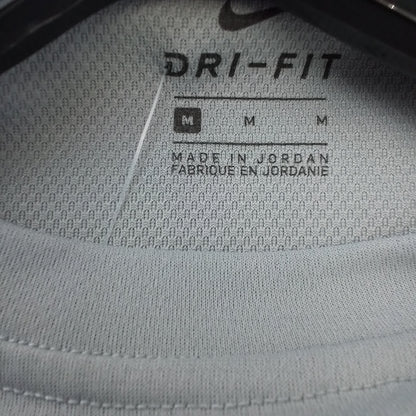 DRI-FIT
M M M
MADE IN JORDAN
FABRIQUE EN JORDANIE